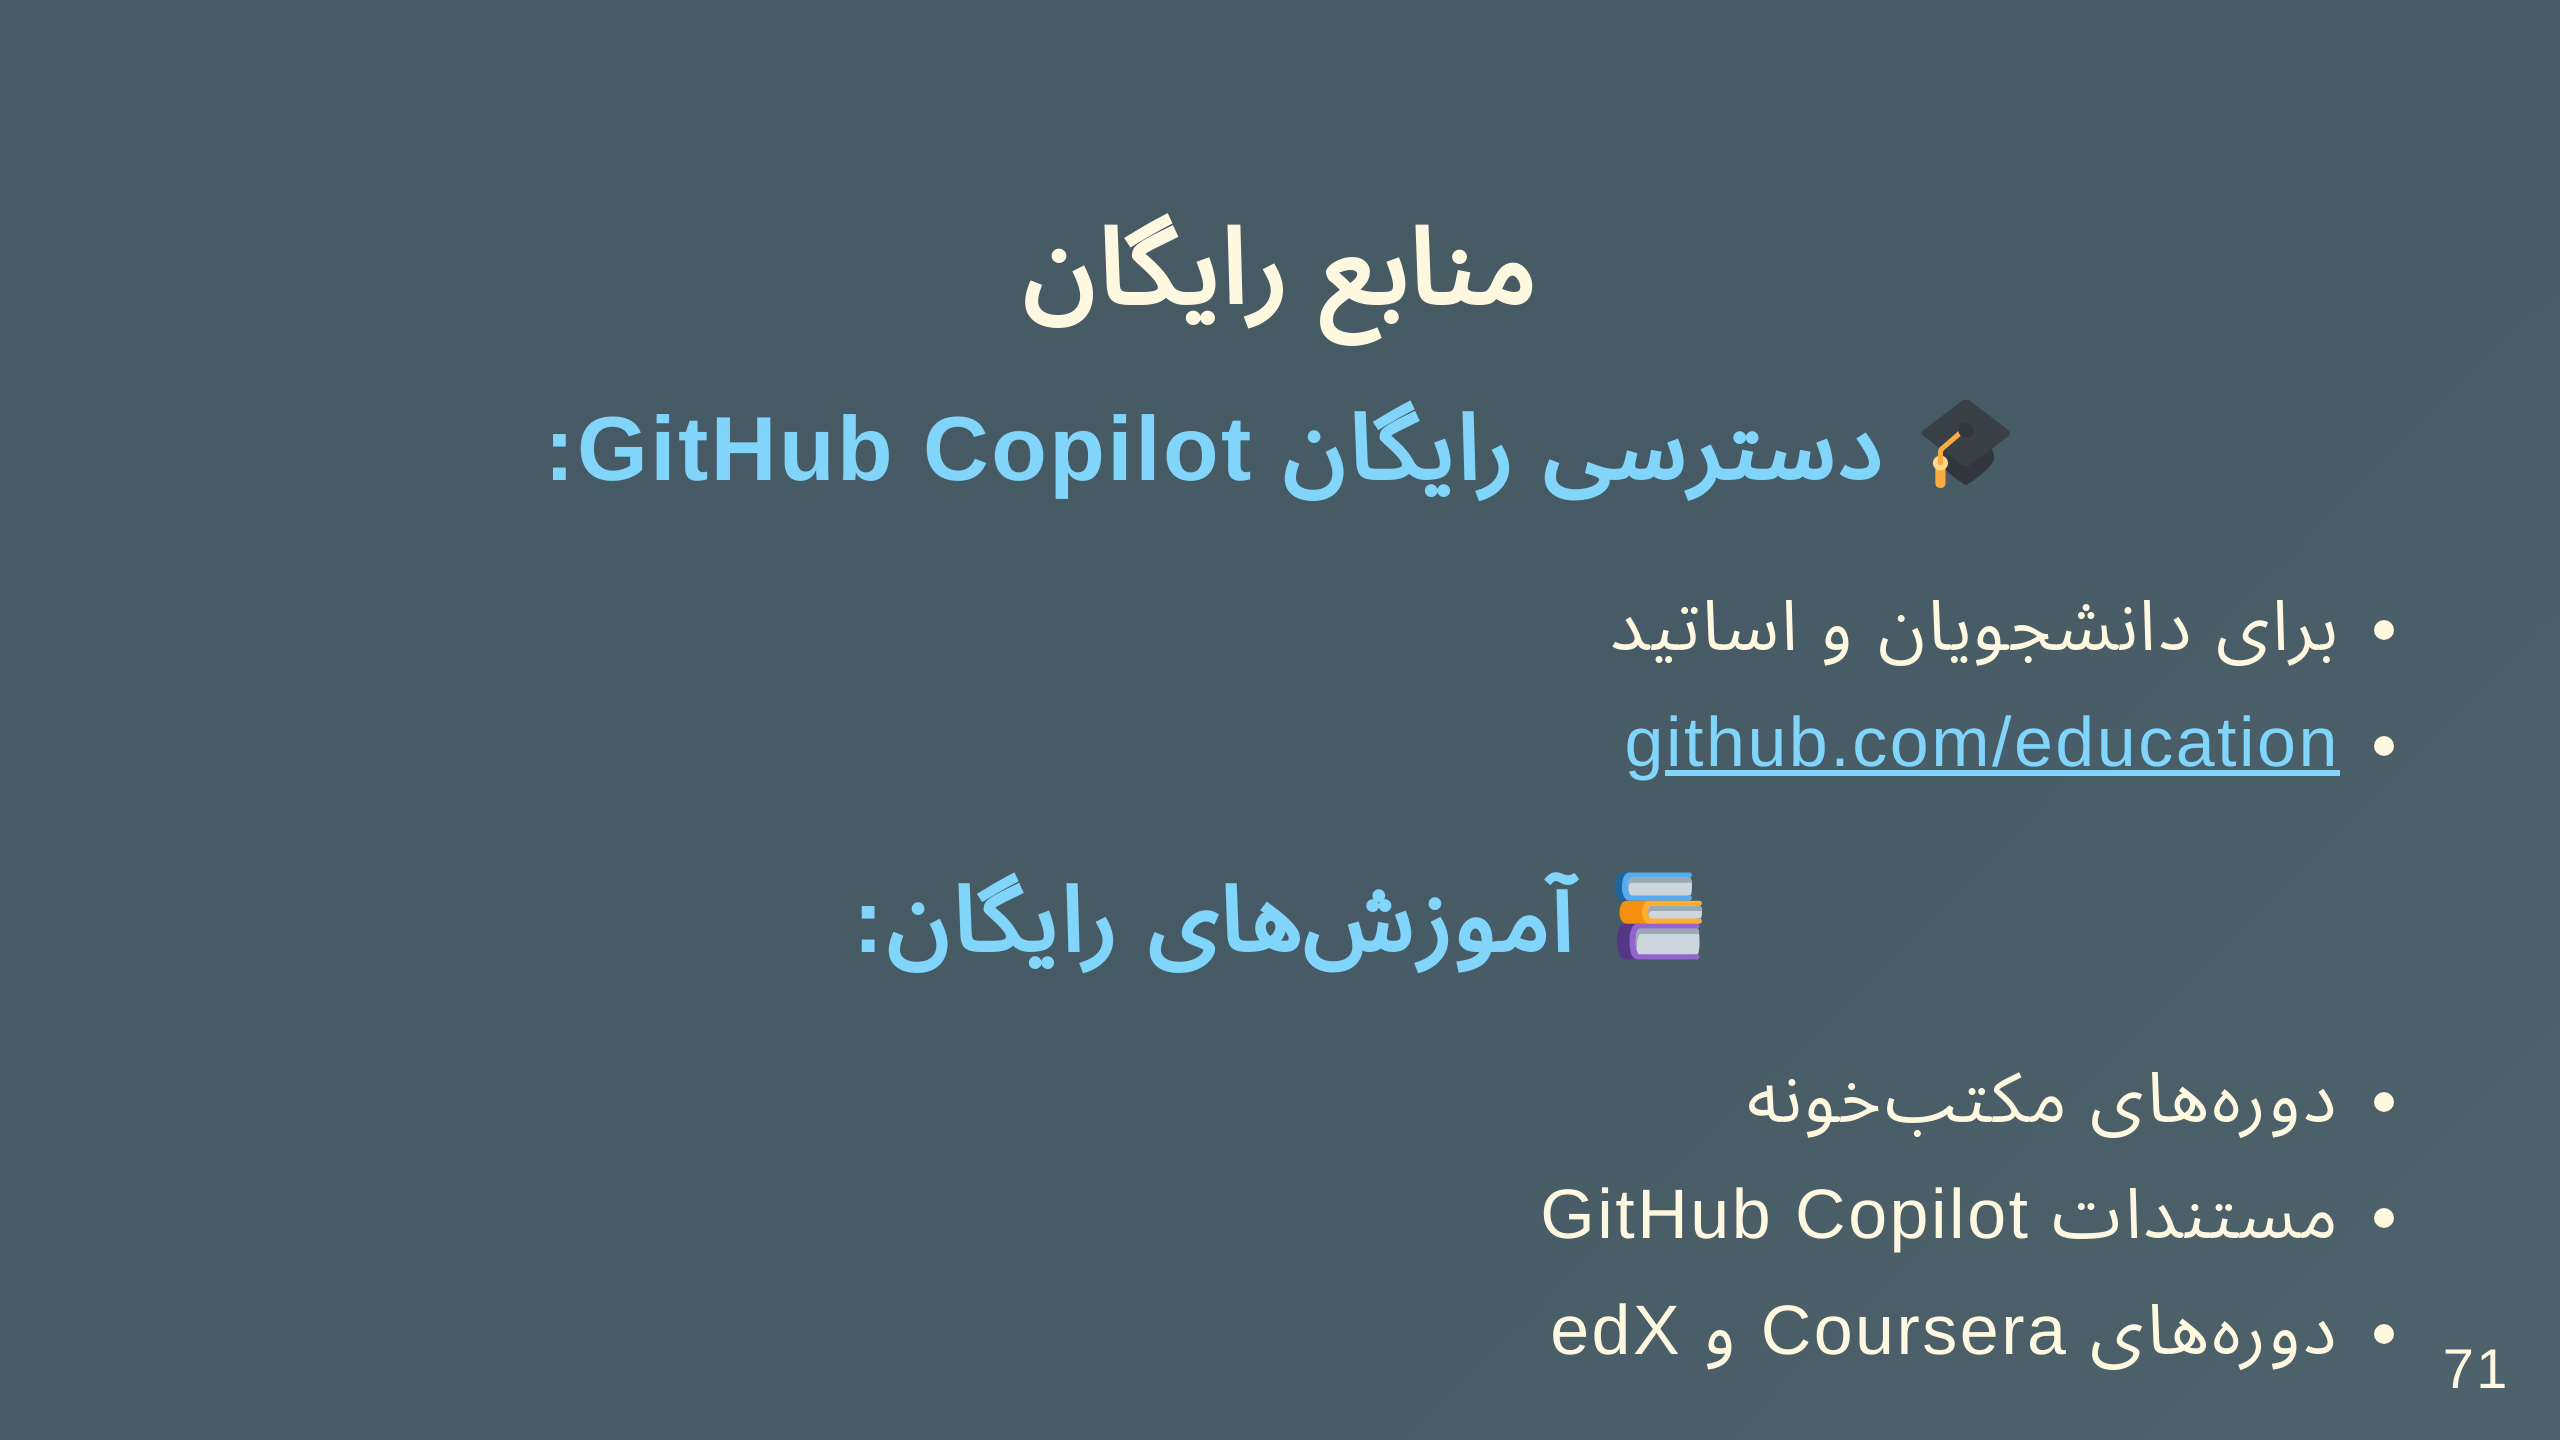 منابع رایگان
🎓 دسترسی رایگان GitHub Copilot:
• برای دانشجویان و اساتید
• github.com/education
📚 آموزش‌های رایگان:
• دوره‌های مکتب‌خونه
• مستندات GitHub Copilot
• دوره‌های Coursera و edX
71